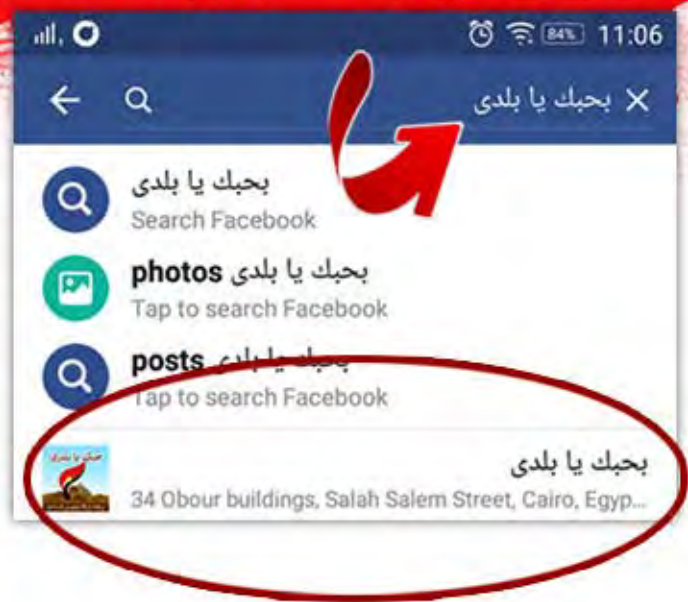 84% 11:06
بحبك يا بلدى
بحبك يا بلدى
Search Facebook
بحبك يا بلدى photos
Tap to search Facebook
بحبك يا بلدى posts
Tap to search Facebook
بحبك يا بلدى
34 Obour buildings, Salah Salem Street, Cairo, Egyp...